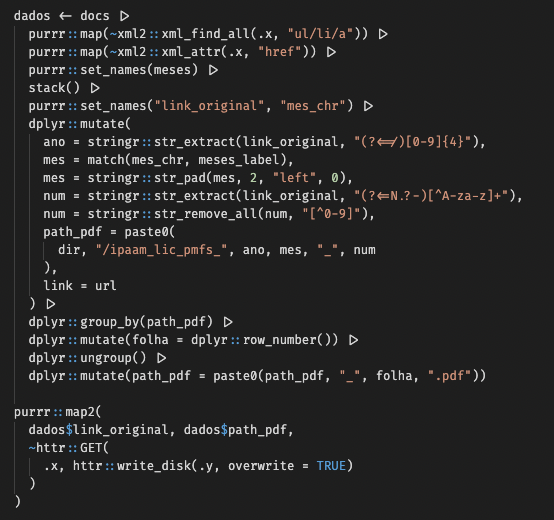 dados <- docs |>
  purrr::map(~xml2::xml_find_all(.x, "ul/li/a")) |>
  purrr::map(~xml2::xml_attr(.x, "href")) |>
  purrr::set_names(meses) |>
  stack() |>
  purrr::set_names("link_original", "mes_chr") |>
  dplyr::mutate(
    ano = stringr::str_extract(link_original, "(?<=/)[0-9]{4}"),
    mes = match(mes_chr, meses_label),
    mes = stringr::str_pad(mes, 2, "left", 0),
    num = stringr::str_extract(link_original, "(?<=N.?-)[^A-za-z]+"),
    num = stringr::str_remove_all(num, "[^0-9]"),
    path_pdf = paste0(
      dir, "/ipaam_lic_pmfs_", ano, mes, "_", num
    ),
    link = url
  ) |>
  dplyr::group_by(path_pdf) |>
  dplyr::mutate(folha = dplyr::row_number()) |>
  dplyr::ungroup() |>
  dplyr::mutate(path_pdf = paste0(path_pdf, "_", folha, ".pdf"))

purrr::map2(
  dados$link_original, dados$path_pdf,
  ~httr::GET(
    .x, httr::write_disk(.y, overwrite = TRUE)
  )
)